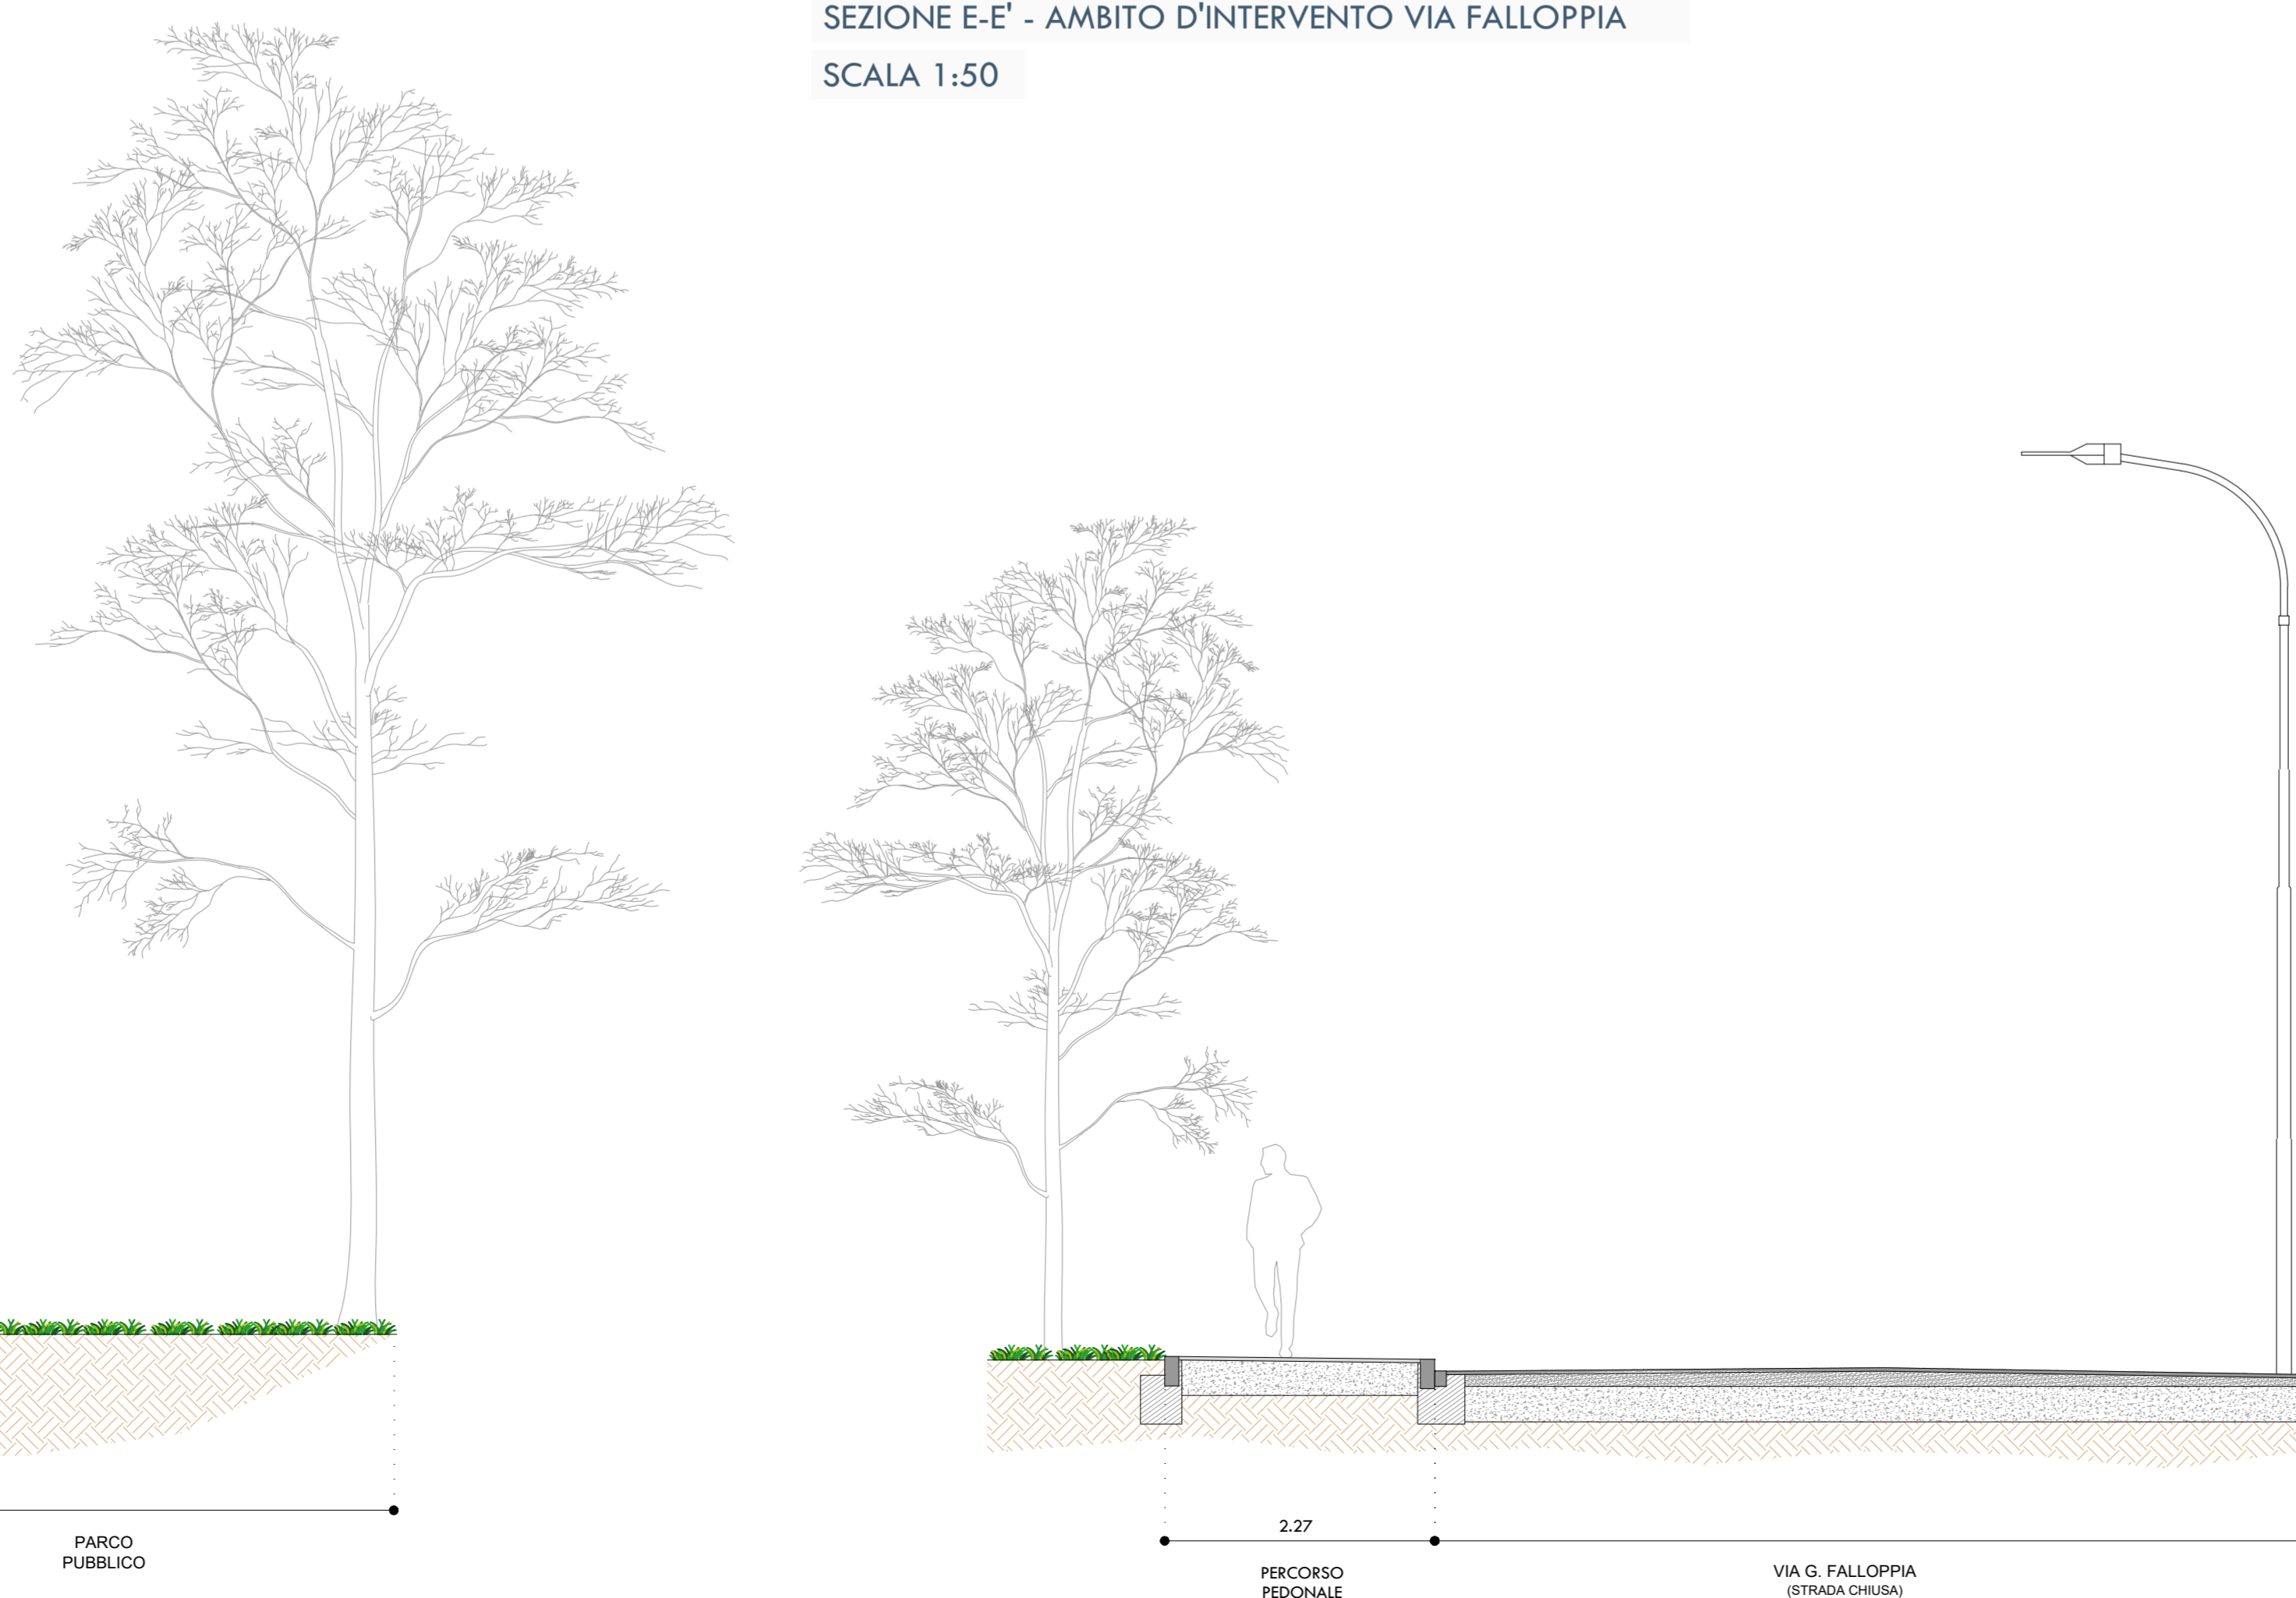 SEZIONE E-E' - AMBITO D'INTERVENTO VIA FALLOPPIA
SCALA 1:50
PARCO
PUBBLICO
2.27
PERCORSO
PEDONALE
VIA G. FALLOPPIA
(STRADA CHIUSA)